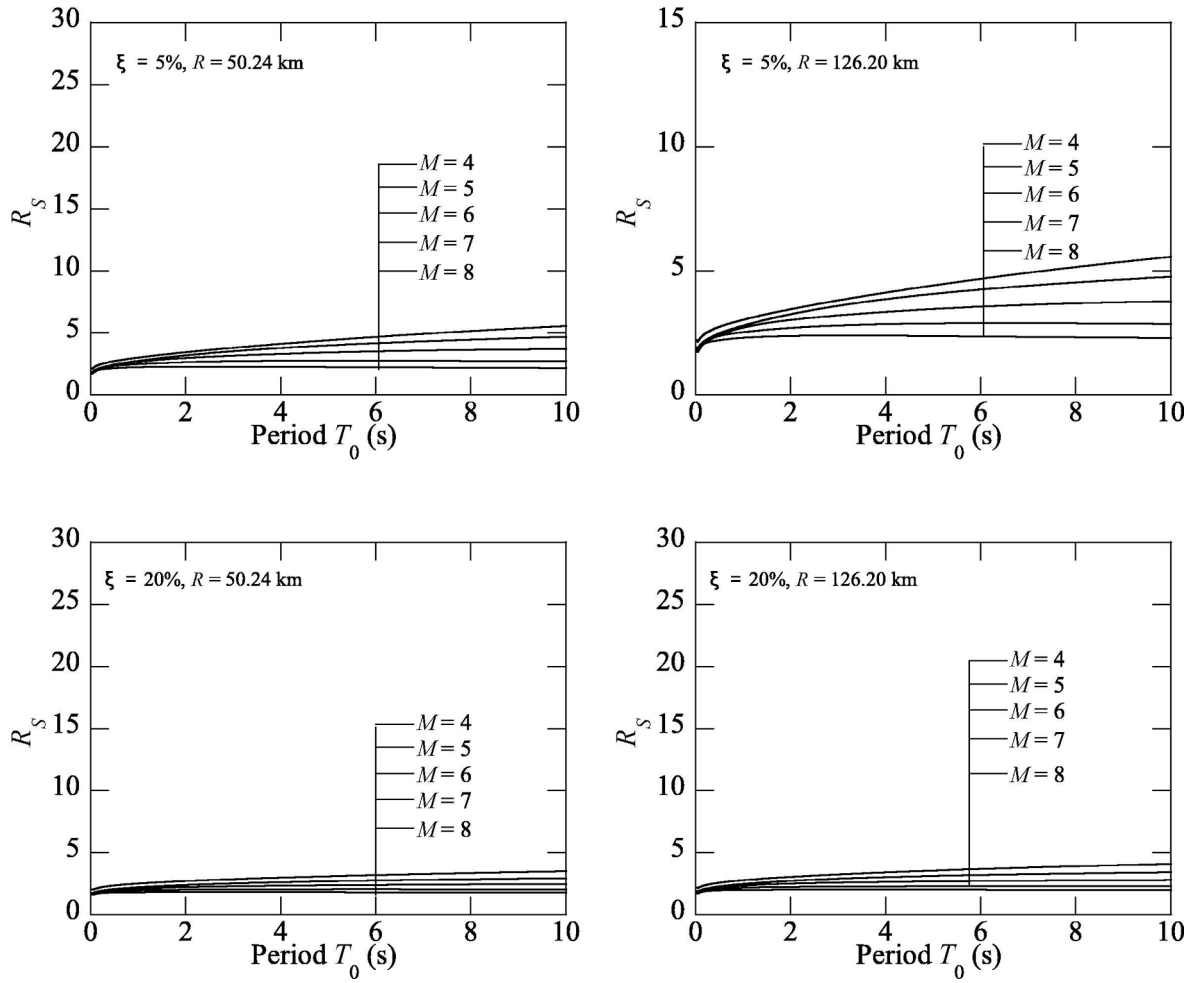 30
25
20
15
10
5
0
R_S
ξ = 5%, R = 50.24 km
M = 4
M = 5
M = 6
M = 7
M = 8
0 2 4 6 8 10
Period T_0 (s)
15
10
5
0
R_S
ξ = 5%, R = 126.20 km
M = 4
M = 5
M = 6
M = 7
M = 8
0 2 4 6 8 10
Period T_0 (s)
30
25
20
15
10
5
0
R_S
ξ = 20%, R = 50.24 km
M = 4
M = 5
M = 6
M = 7
M = 8
0 2 4 6 8 10
Period T_0 (s)
30
25
20
15
10
5
0
R_S
ξ = 20%, R = 126.20 km
M = 4
M = 5
M = 6
M = 7
M = 8
0 2 4 6 8 10
Period T_0 (s)